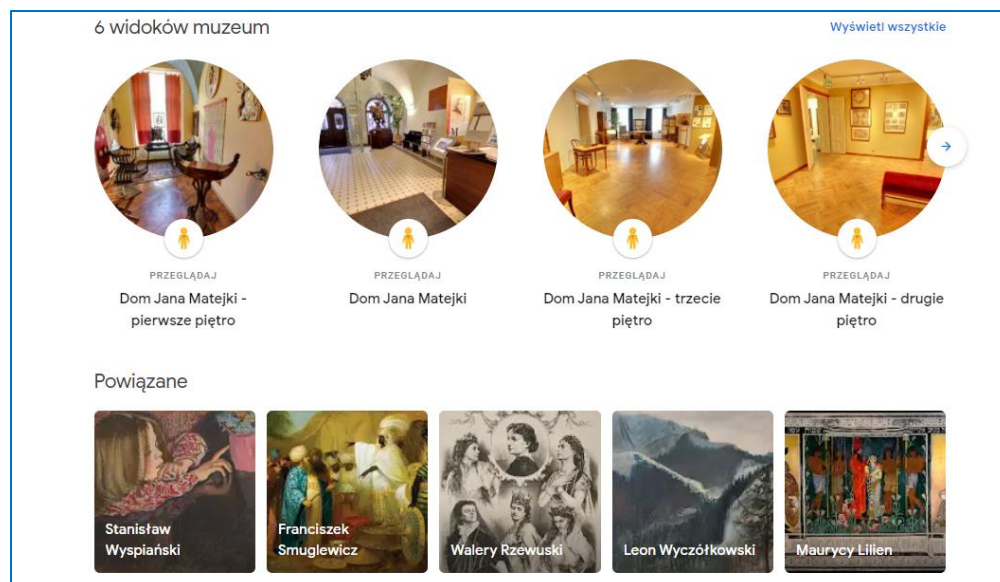 6 widoków muzeum
Wyświetl wszystkie
PRZEGLĄDAJ
Dom Jana Matejki -
pierwsze piętro
PRZEGLĄDAJ
Dom Jana Matejki
PRZEGLĄDAJ
Dom Jana Matejki - trzecie
piętro
PRZEGLĄDAJ
Dom Jana Matejki - drugie
piętro
Powiązane
Stanisław
Wyspiański
Franciszek
Smuglewicz
Walery Rzewuski
Leon Wyczółkowski
Maurycy Lilien